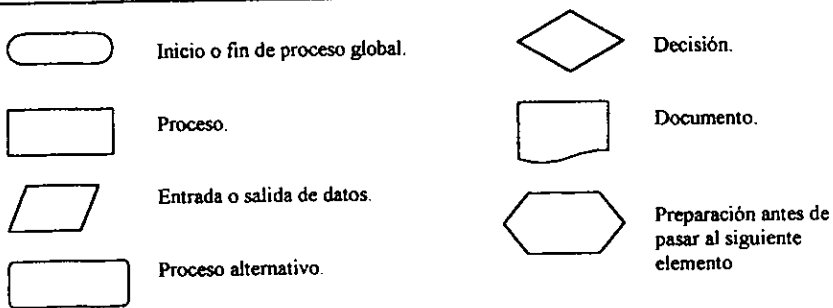 Inicio o fin de proceso global.
Proceso.
Entrada o salida de datos.
Proceso alternativo.
Decisión.
Documento.
Preparación antes de
pasar al siguiente
elemento